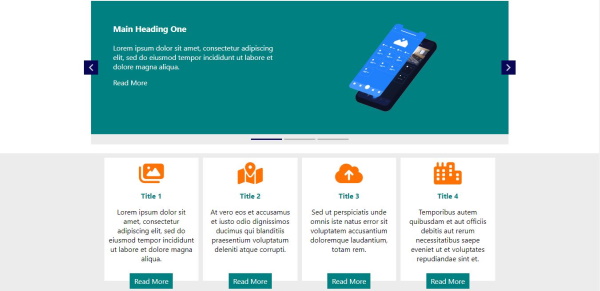 Main Heading One
Lorem ipsum dolor sit amet, consectetur adipiscing
elit, sed do eiusmod tempor incididunt ut labore et
dolore magna aliqua.
Read More
Title 1
Lorem ipsum dolor sit
amet, consectetur
adipiscing elit, sed do
eiusmod tempor incididunt
ut labore et dolore magna
aliqua.
Read More
Title 2
At vero eos et accusamus
et iusto odio dignissimos
ducimus qui blanditiis
praesentium voluptatum
deleniti atque corrupti.
Read More
Title 3
Sed ut perspiciatis unde
omnis iste natus error sit
voluptatem accusantium
doloremque laudantium,
totam rem.
Read More
Title 4
Temporibus autem
quibusdam et aut officiis
debitis aut rerum
necessitatibus saepe
eveniet ut et voluptates
repudiandae sint et.
Read More